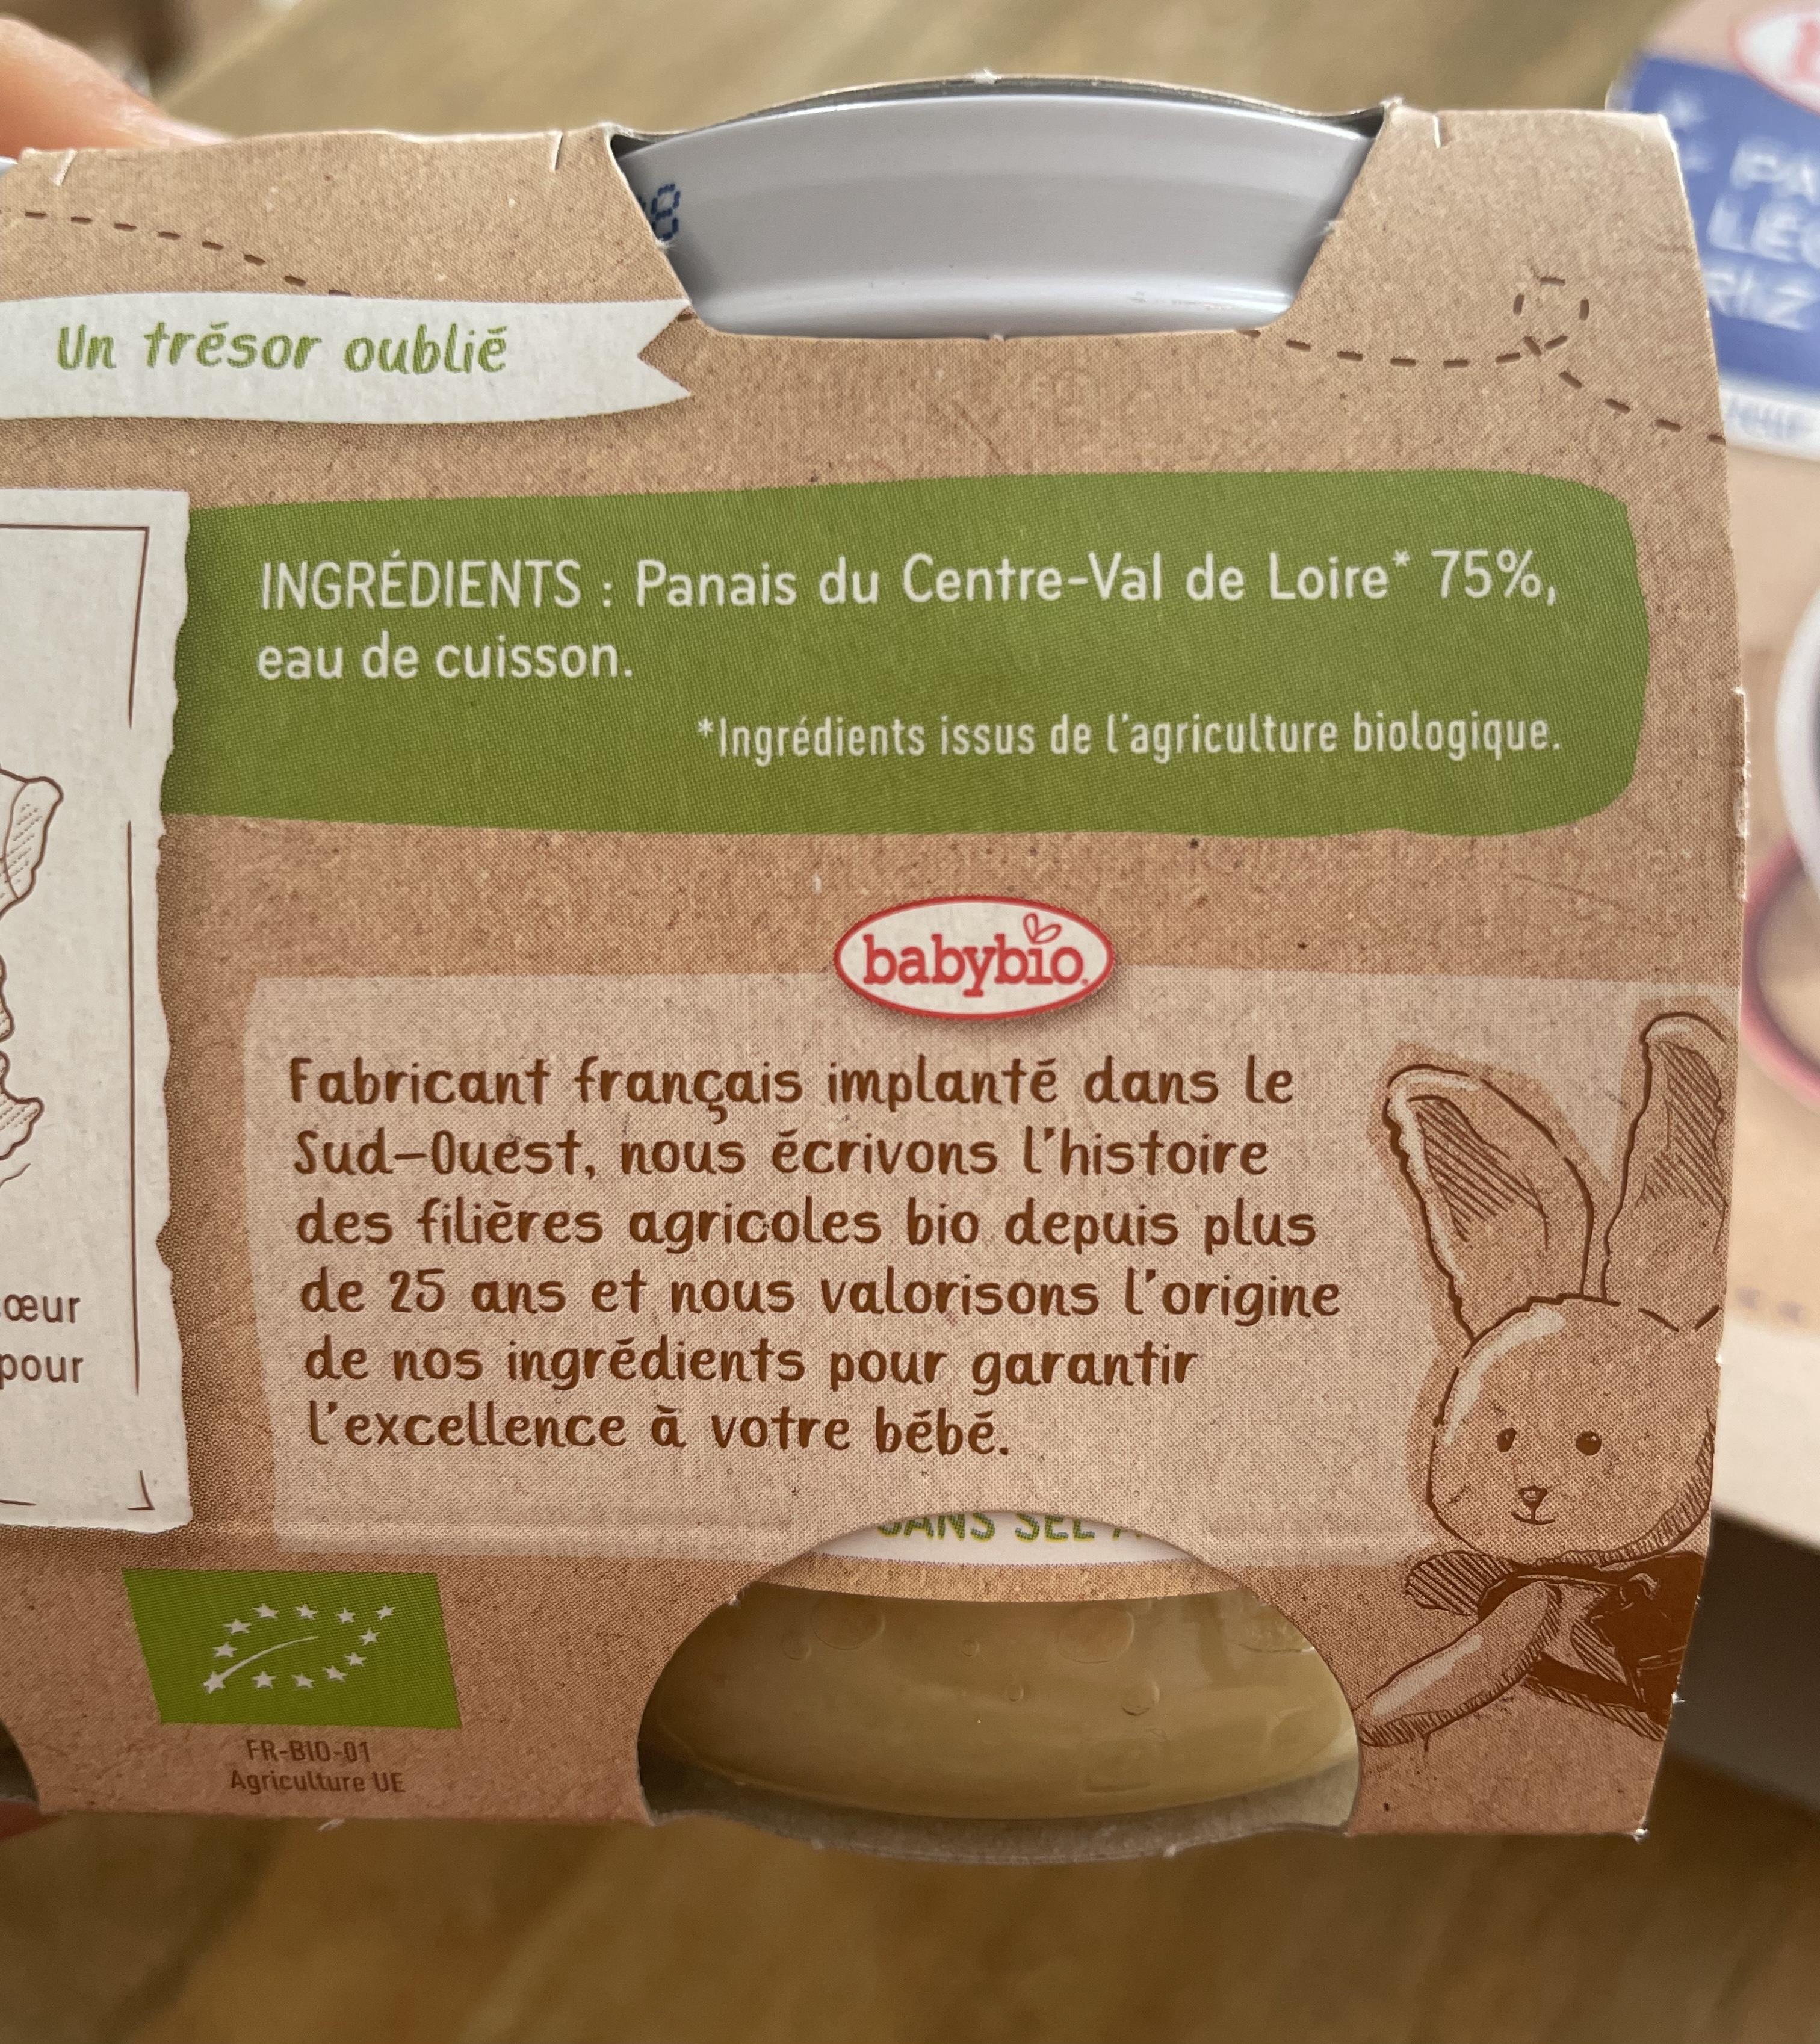 Un trésor oublié
INGRÉDIENTS : Panais du Centre-Val de Loire* 75%,
eau de cuisson.
*Ingrédients issus de l'agriculture biologique.
babybio
Fabricant français implanté dans le
Sud-Ouest, nous écrivons l'histoire
des filières agricoles bio depuis plus
de 25 ans et nous valorisons l'origine
de nos ingrédients pour garantir
l'excellence à votre bébé.
pour
SANS SEL
FR-BIO-01
Agriculture UE
8